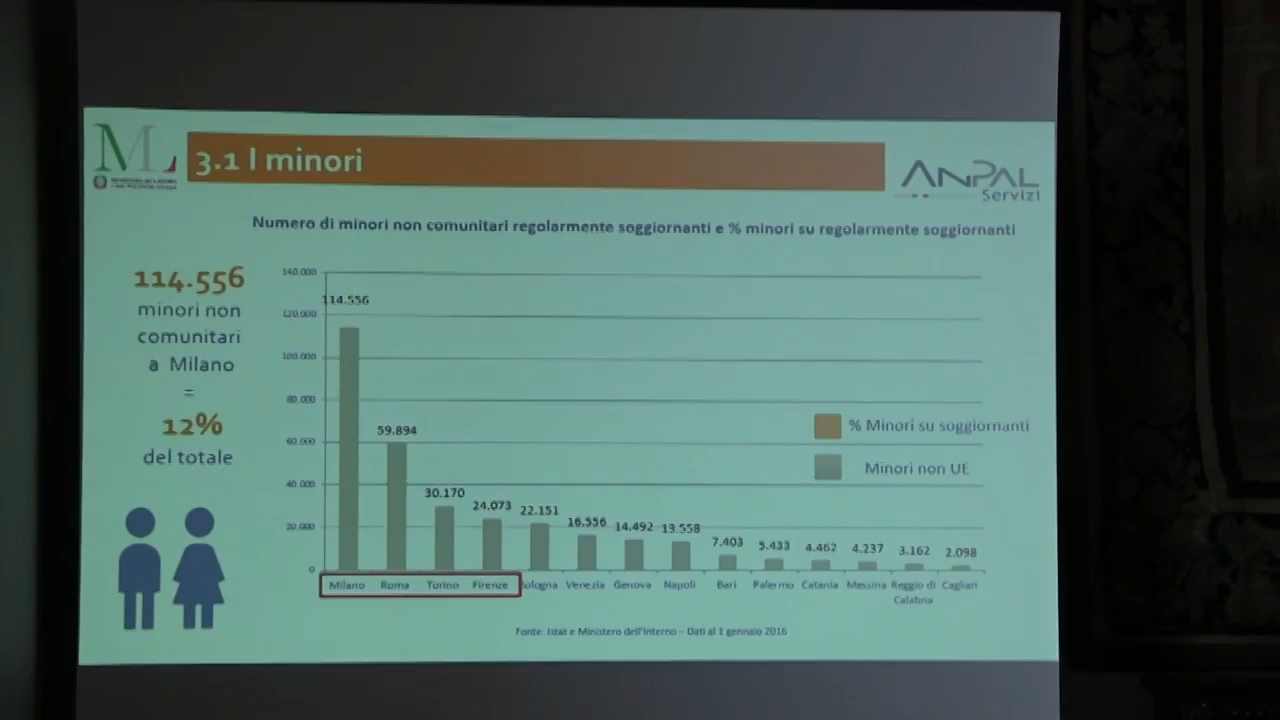 ML
3.1 I minori
ANPAL
Servizi
Numero di minori non comunitari regolarmente soggiornanti e % minori su regolarmente soggiornanti
114.556
minori non
comunitari
a Milano
=
12%
del totale
140.000
120.000
100.000
80.000
60.000
40.000
20.000
0
114.556
59.894
30.170
24.073
22.151
16.556
14.492
13.558
7.403
5.433
4.462
4.237
3.162
2.098
% Minori su soggiornanti
Minori non UE
Milano Roma Torino Firenze Bologna Venezia Genova Napoli Bari Palermo Catania Messina Reggio di Cagliari
Calabria
Fonte: Istat e Ministero dell'Interno – Dati al 1 gennaio 2016